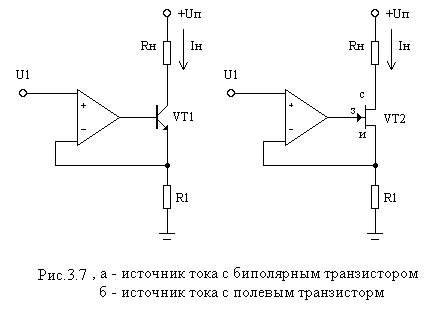 +Uп
+Uп
Rн
Iн
Rн
Iн
U1
U1
+
−
VT1
+
−
с
з
и
VT2
R1
R1
Рис.3.7 , а - источник тока с биполярным транзистором
б - источник тока с полевым транзисторм